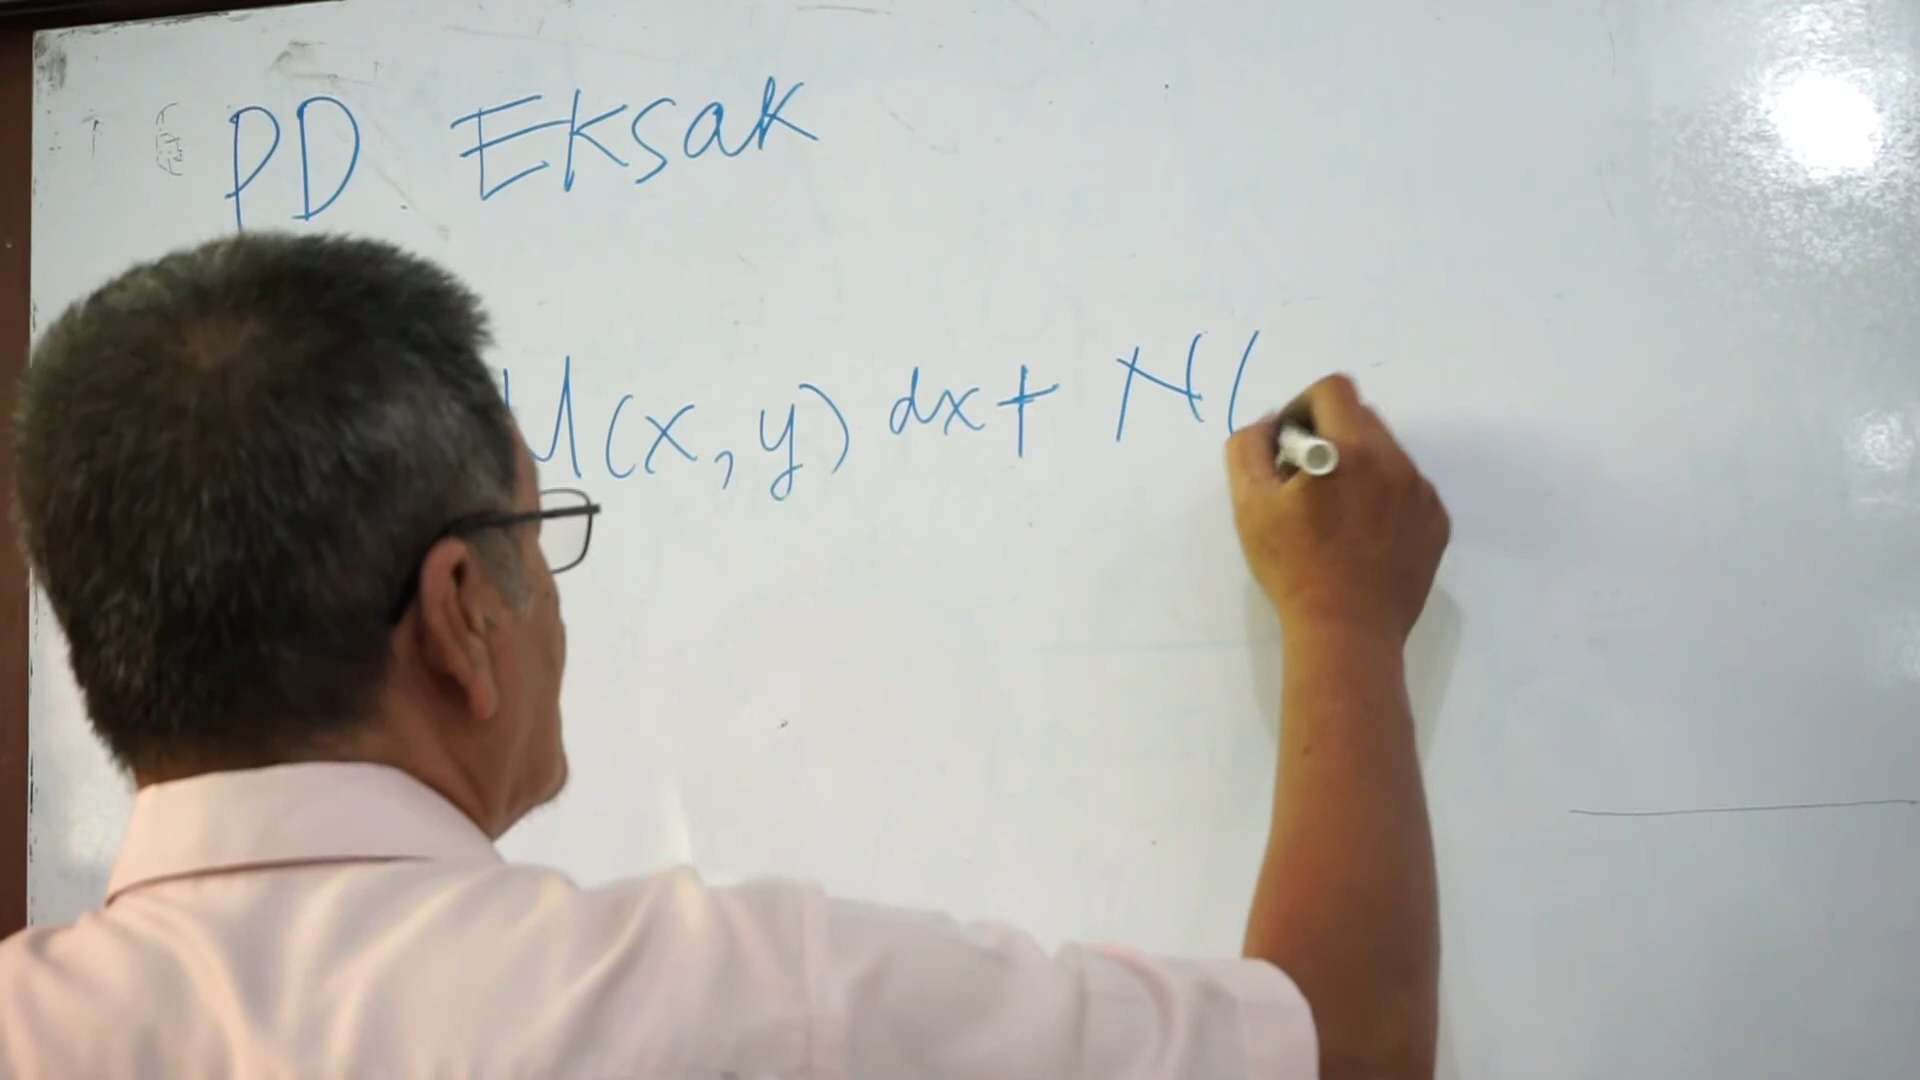 PD EKsak
M(x,y) dx + N(